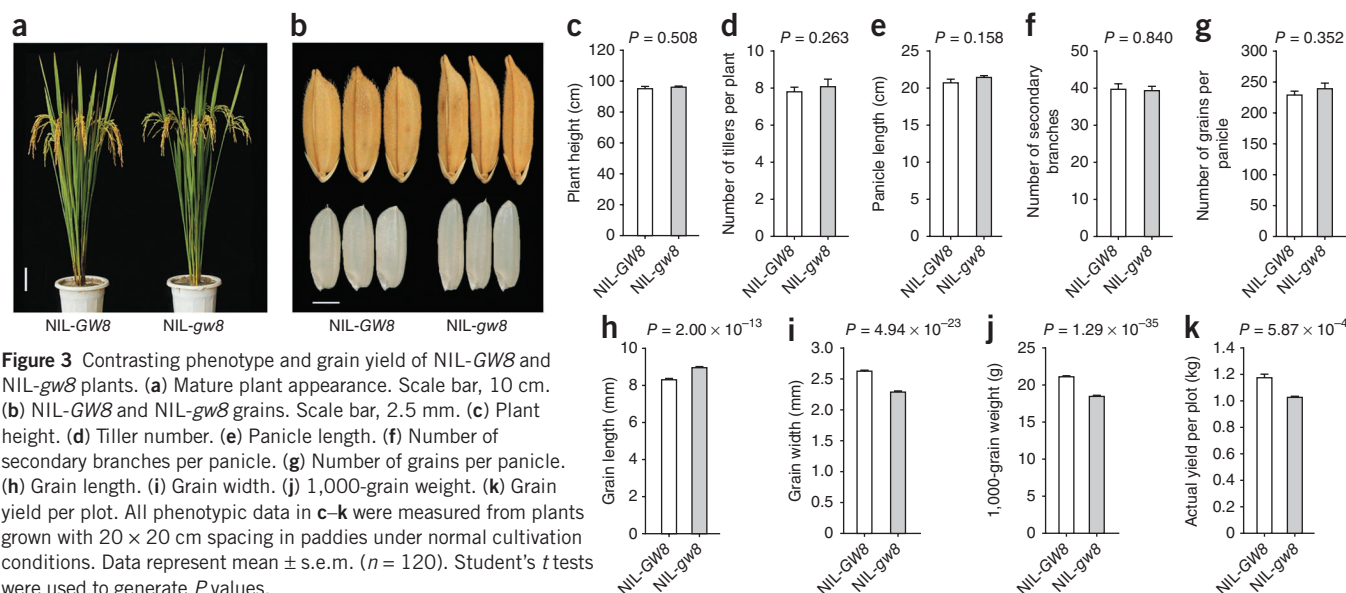 a
NIL-GW8 NIL-gw8
b
NIL-GW8 NIL-gw8
c
P = 0.508
Plant height (cm)
120
100
80
60
40
20
0
NIL-GW8
NIL-gw8
d
P = 0.263
Number of tillers per plant
10
8
6
4
2
0
NIL-GW8
NIL-gw8
e
P = 0.158
Panicle length (cm)
25
20
15
10
5
0
NIL-GW8
NIL-gw8
f
P = 0.840
Number of secondary
branches
50
40
30
20
10
0
NIL-GW8
NIL-gw8
g
P = 0.352
Number of grains per
panicle
300
250
200
150
100
50
0
NIL-GW8
NIL-gw8
h
P = 2.00 × 10⁻¹³
Grain length (mm)
10
8
6
4
2
0
NIL-GW8
NIL-gw8
i
P = 4.94 × 10⁻²³
Grain width (mm)
3.0
2.5
2.0
1.5
1.0
0.5
0
NIL-GW8
NIL-gw8
j
P = 1.29 × 10⁻³⁵
1,000-grain weight (g)
25
20
15
10
5
0
NIL-GW8
NIL-gw8
k
P = 5.87 × 10⁻⁴
Actual yield per plot (kg)
1.4
1.2
1.0
0.8
0.6
0.4
0.2
0
NIL-GW8
NIL-gw8
Figure 3 Contrasting phenotype and grain yield of NIL-GW8 and
NIL-gw8 plants. (a) Mature plant appearance. Scale bar, 10 cm.
(b) NIL-GW8 and NIL-gw8 grains. Scale bar, 2.5 mm. (c) Plant
height. (d) Tiller number. (e) Panicle length. (f) Number of
secondary branches per panicle. (g) Number of grains per panicle.
(h) Grain length. (i) Grain width. (j) 1,000-grain weight. (k) Grain
yield per plot. All phenotypic data in c–k were measured from plants
grown with 20 × 20 cm spacing in paddies under normal cultivation
conditions. Data represent mean ± s.e.m. (n = 120). Student's t tests
were used to generate P values.